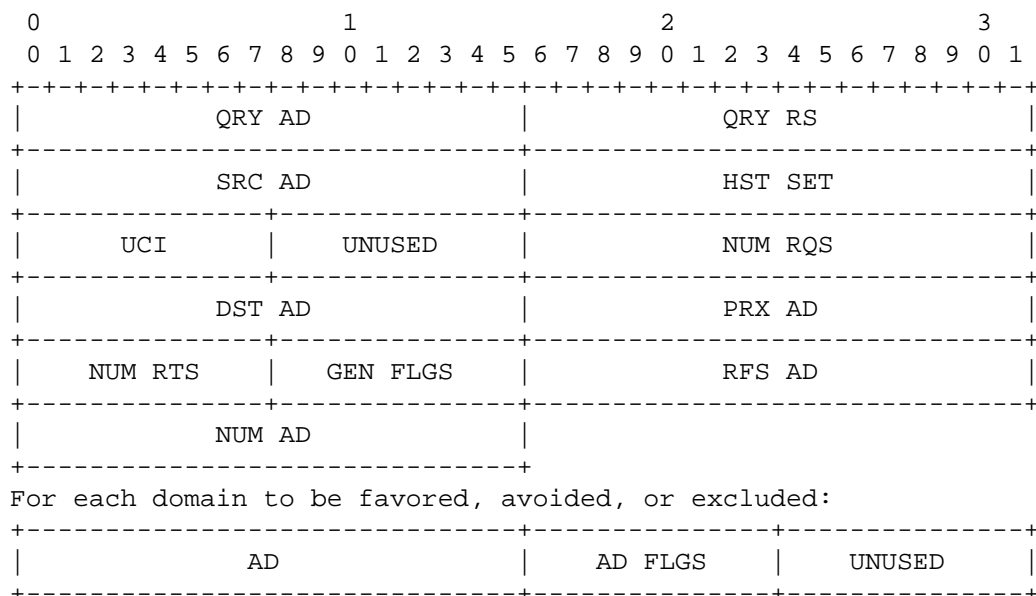 0                   1                   2                   3
 0 1 2 3 4 5 6 7 8 9 0 1 2 3 4 5 6 7 8 9 0 1 2 3 4 5 6 7 8 9 0 1
+-+-+-+-+-+-+-+-+-+-+-+-+-+-+-+-+-+-+-+-+-+-+-+-+-+-+-+-+-+-+-+-+
|            QRY AD             |            QRY RS             |
+-------------------------------+-------------------------------+
|            SRC AD             |            HST SET            |
+---------------+---------------+-------------------------------+
|      UCI      |    UNUSED     |            NUM RQS            |
+---------------+---------------+-------------------------------+
|            DST AD             |            PRX AD             |
+---------------+---------------+-------------------------------+
|    NUM RTS    |   GEN FLGS    |            RFS AD             |
+---------------+---------------+-------------------------------+
|            NUM AD             |
+-------------------------------+
For each domain to be favored, avoided, or excluded:
+-------------------------------+---------------+---------------+
|              AD               |    AD FLGS    |    UNUSED     |
+-------------------------------+---------------+---------------+